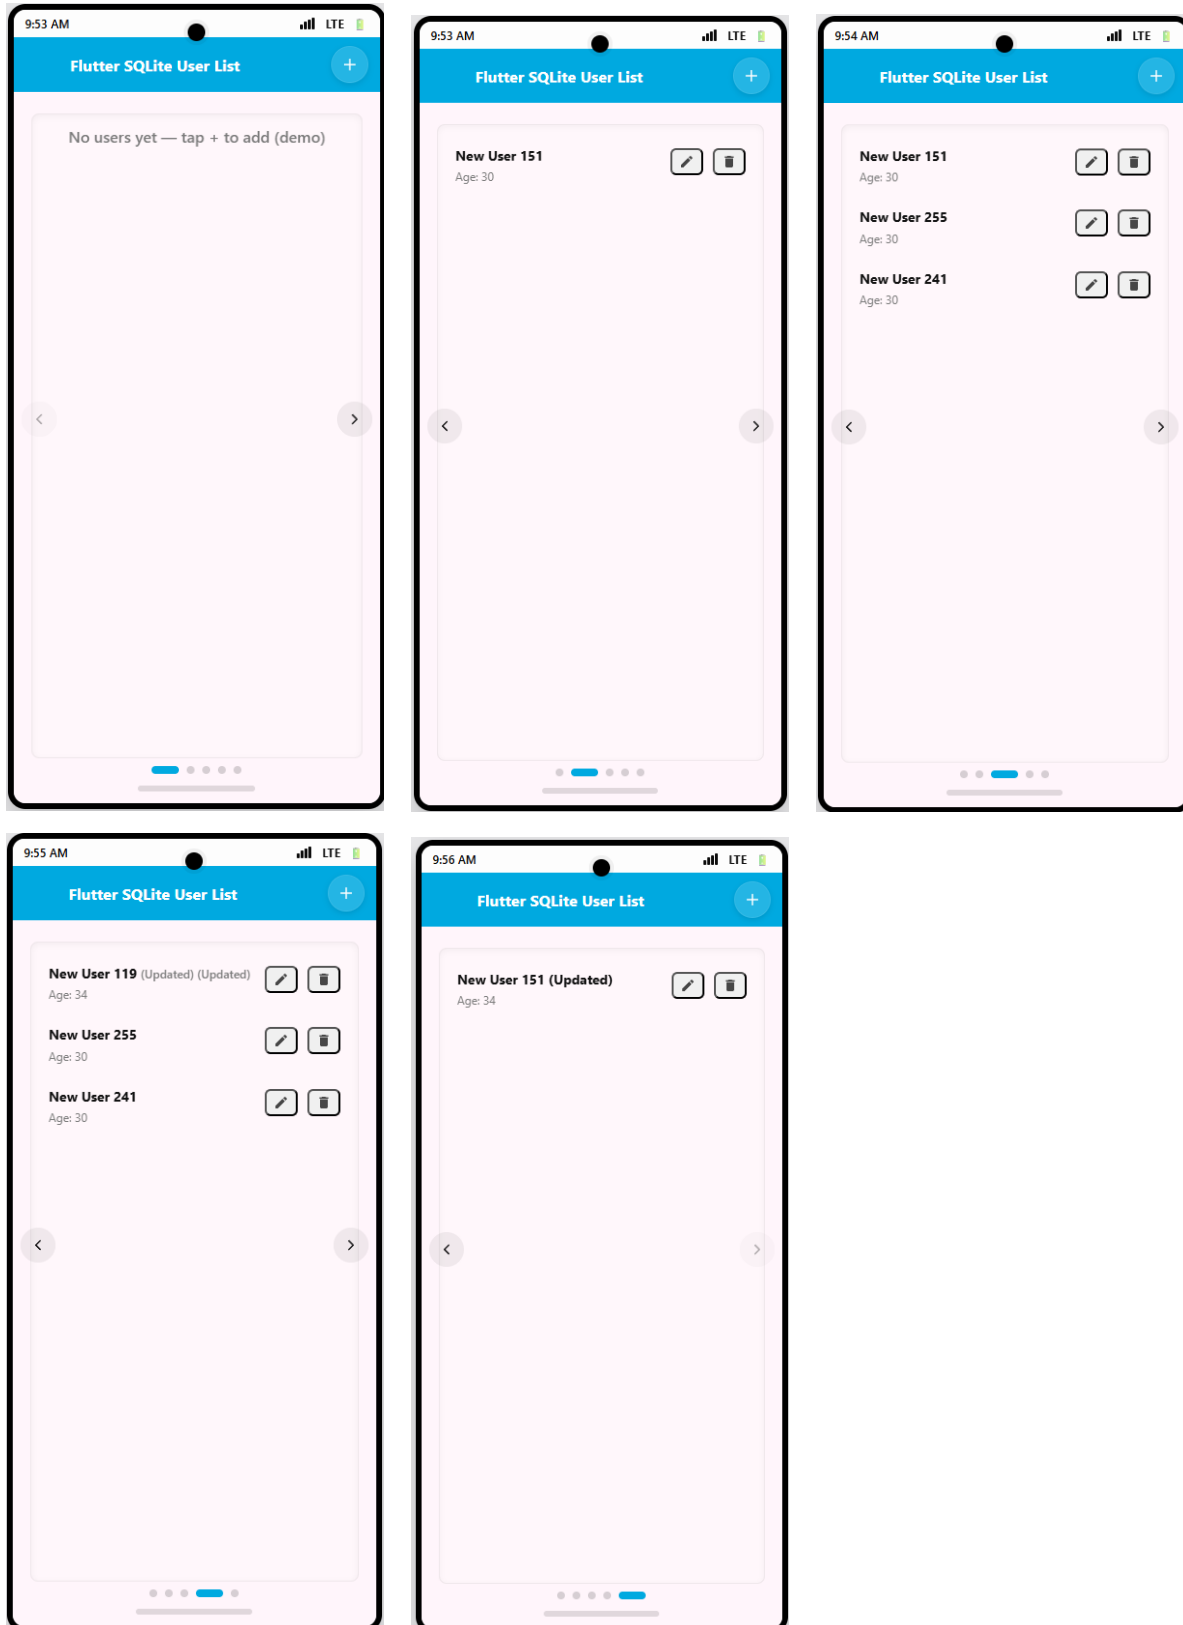 9:53 AM LTE
Flutter SQLite User List +
No users yet — tap + to add (demo)
9:53 AM LTE
Flutter SQLite User List +
New User 151
Age: 30
9:54 AM LTE
Flutter SQLite User List +
New User 151
Age: 30
New User 255
Age: 30
New User 241
Age: 30
9:55 AM LTE
Flutter SQLite User List +
New User 119 (Updated) (Updated)
Age: 34
New User 255
Age: 30
New User 241
Age: 30
9:56 AM LTE
Flutter SQLite User List +
New User 151 (Updated)
Age: 34